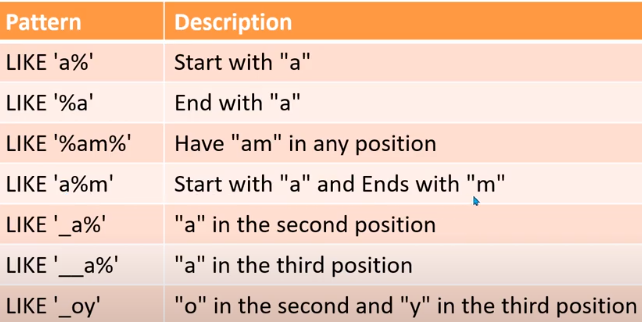 Pattern Description
LIKE 'a%' Start with "a"
LIKE '%a' End with "a"
LIKE '%am%' Have "am" in any position
LIKE 'a%m' Start with "a" and Ends with "m"
LIKE '_a%' "a" in the second position
LIKE '__a%' "a" in the third position
LIKE '_oy' "o" in the second and "y" in the third position